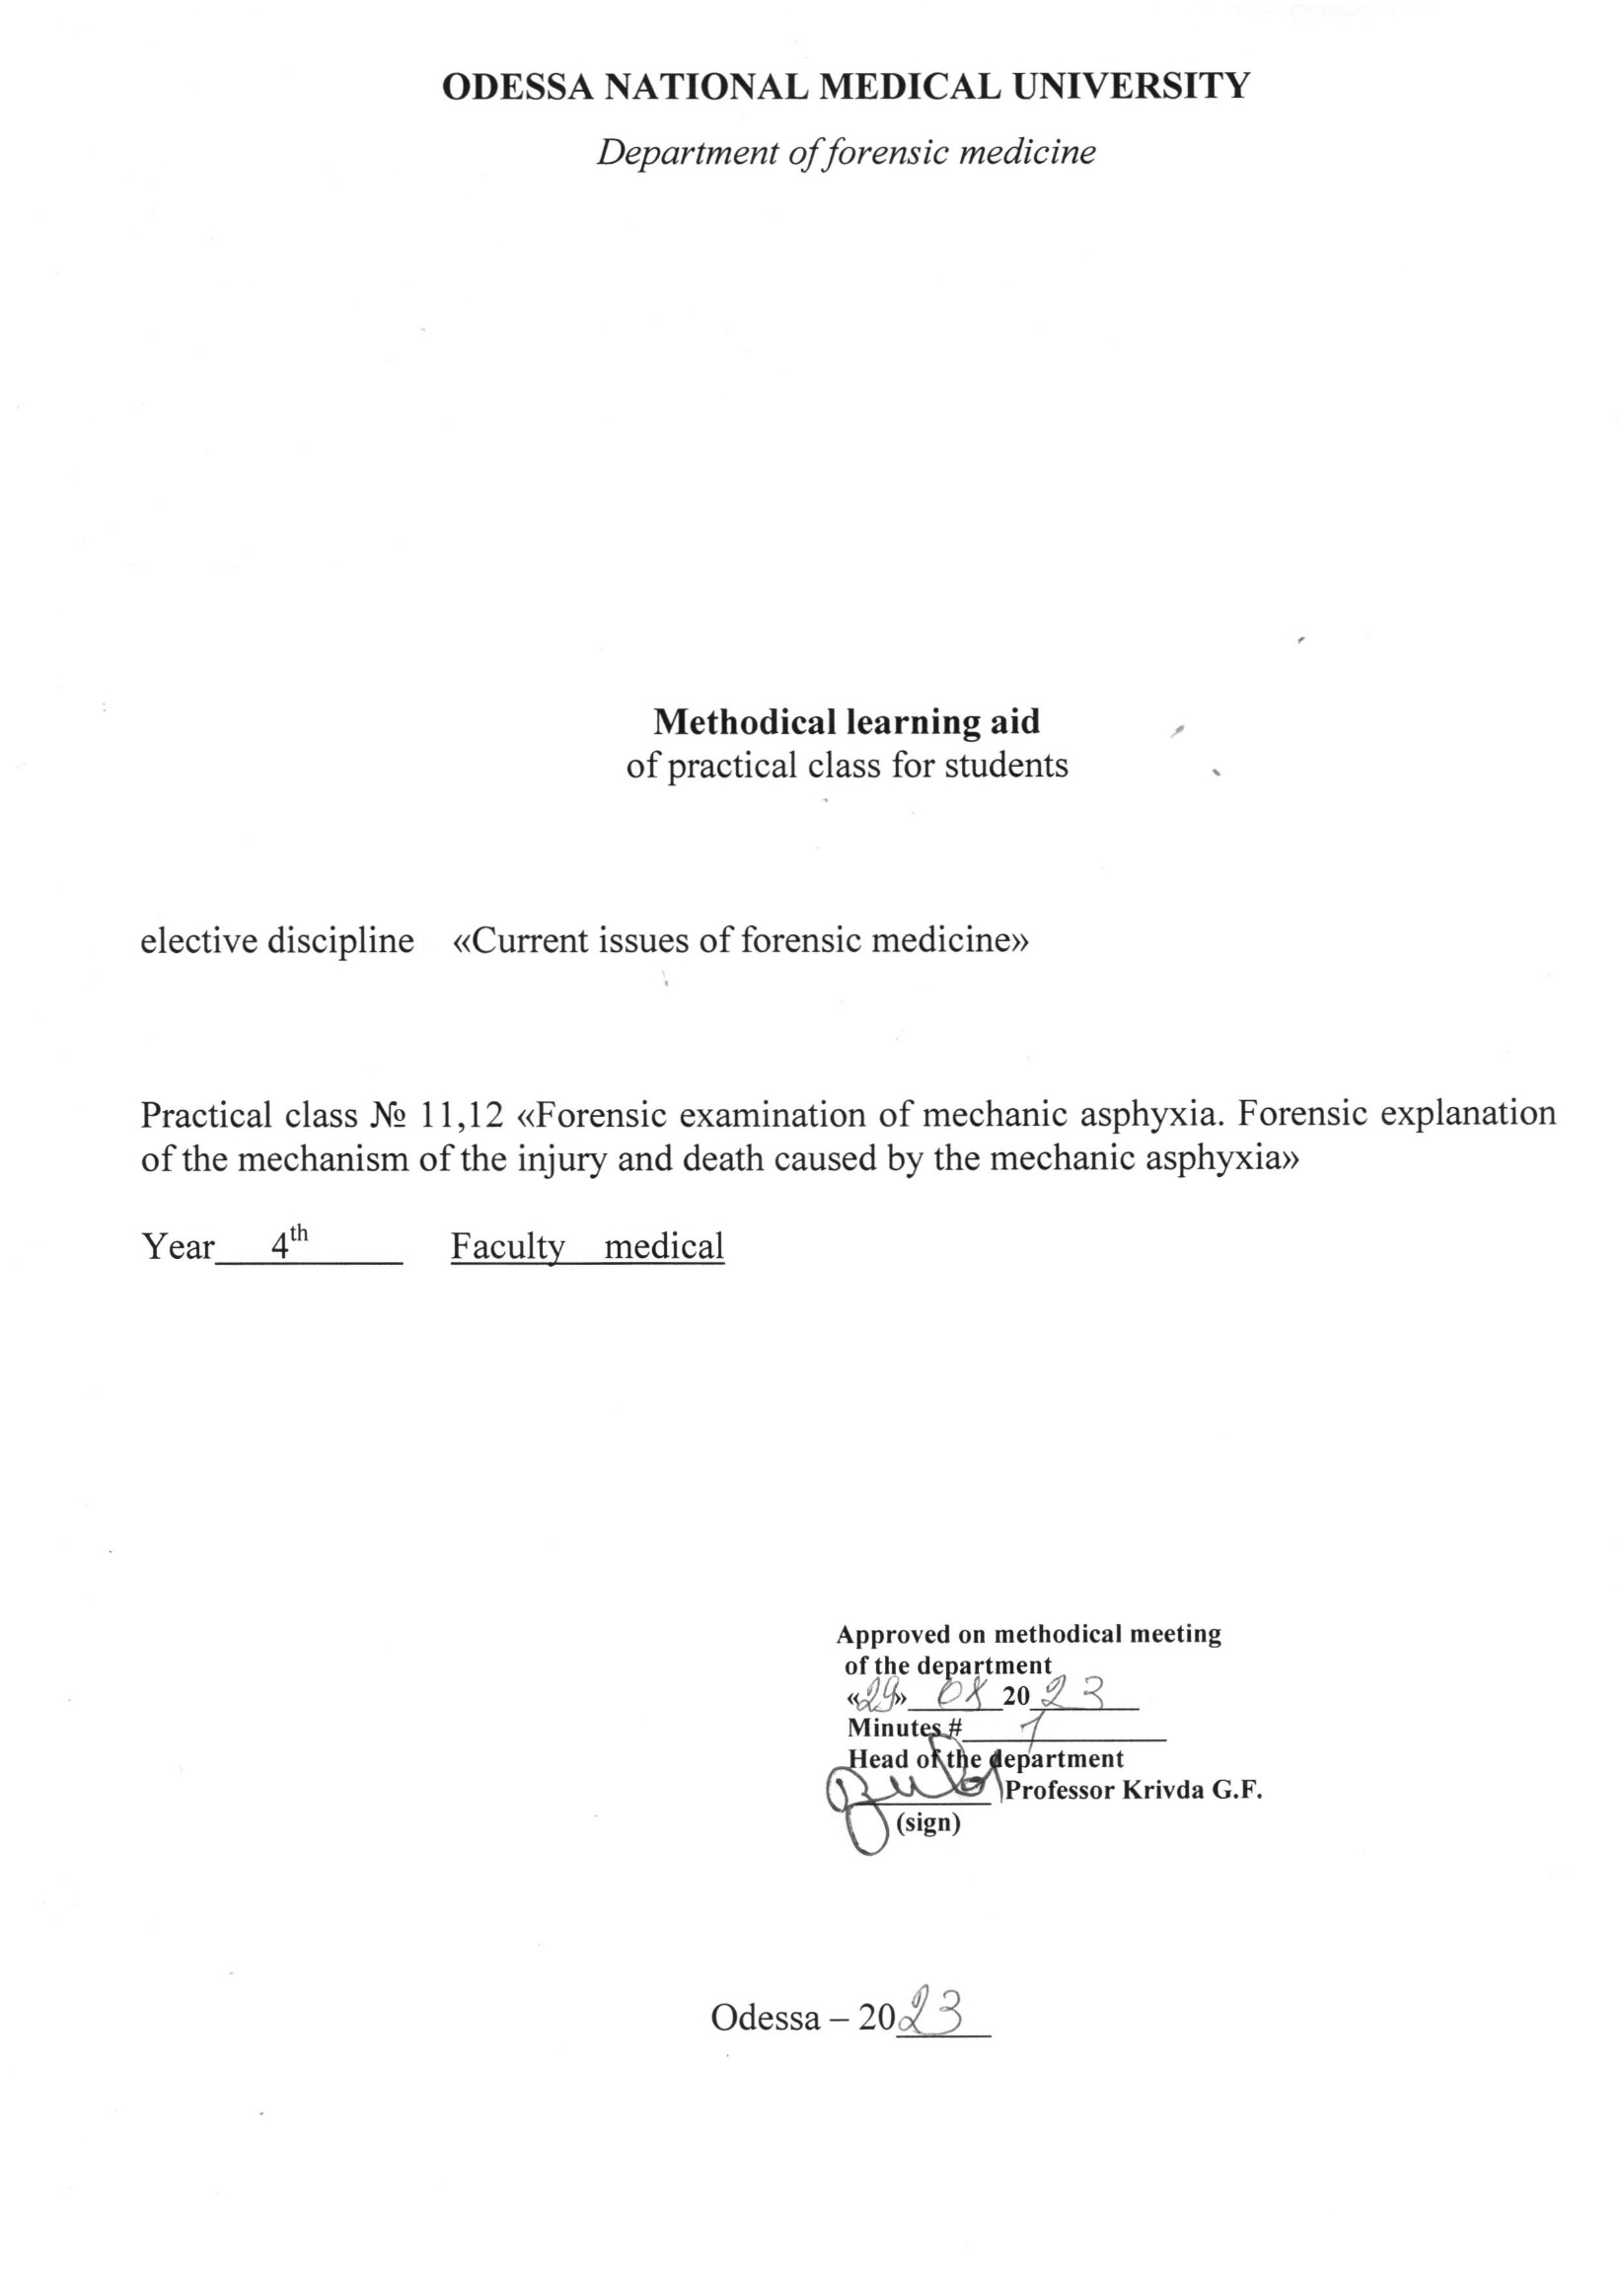 ODESSA NATIONAL MEDICAL UNIVERSITY
Department of forensic medicine
Methodical learning aid
of practical class for students
elective discipline «Current issues of forensic medicine»
Practical class № 11,12 «Forensic examination of mechanic asphyxia. Forensic explanation
of the mechanism of the injury and death caused by the mechanic asphyxia»
Year 4th Faculty medical
Approved on methodical meeting
of the department
«29» 08 2023
Minutes # 1
Head of the department
Professor Krivda G.F.
(sign)
Odessa – 2023